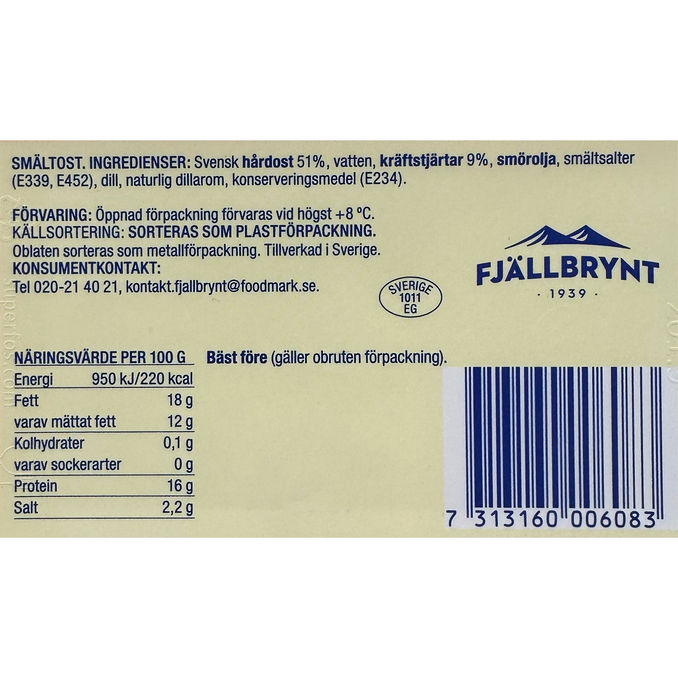 SMÄLTOST. INGREDIENSER: Svensk hårdost 51%, vatten, kräftstjärtar 9%, smörolja, smältsalter
(E339, E452), dill, naturlig dillarom, konserveringsmedel (E234).
FÖRVARING: Öppnad förpackning förvaras vid högst +8 ºC.
KÄLLSORTERING: SORTERAS SOM PLASTFÖRPACKNING.
Oblaten sorteras som metallförpackning. Tillverkad i Sverige.
KONSUMENTKONTAKT:
Tel 020-21 40 21, kontakt.fjallbrynt@foodmark.se.
SVERIGE
1011
EG
FJÄLLBRYNT
· 1939 ·
NÄRINGSVÄRDE PER 100 G
Energi 950 kJ/220 kcal
Fett 18 g
varav mättat fett 12 g
Kolhydrater 0,1 g
varav sockerarter 0 g
Protein 16 g
Salt 2,2 g
Bäst före (gäller obruten förpackning).
7 313160 006083